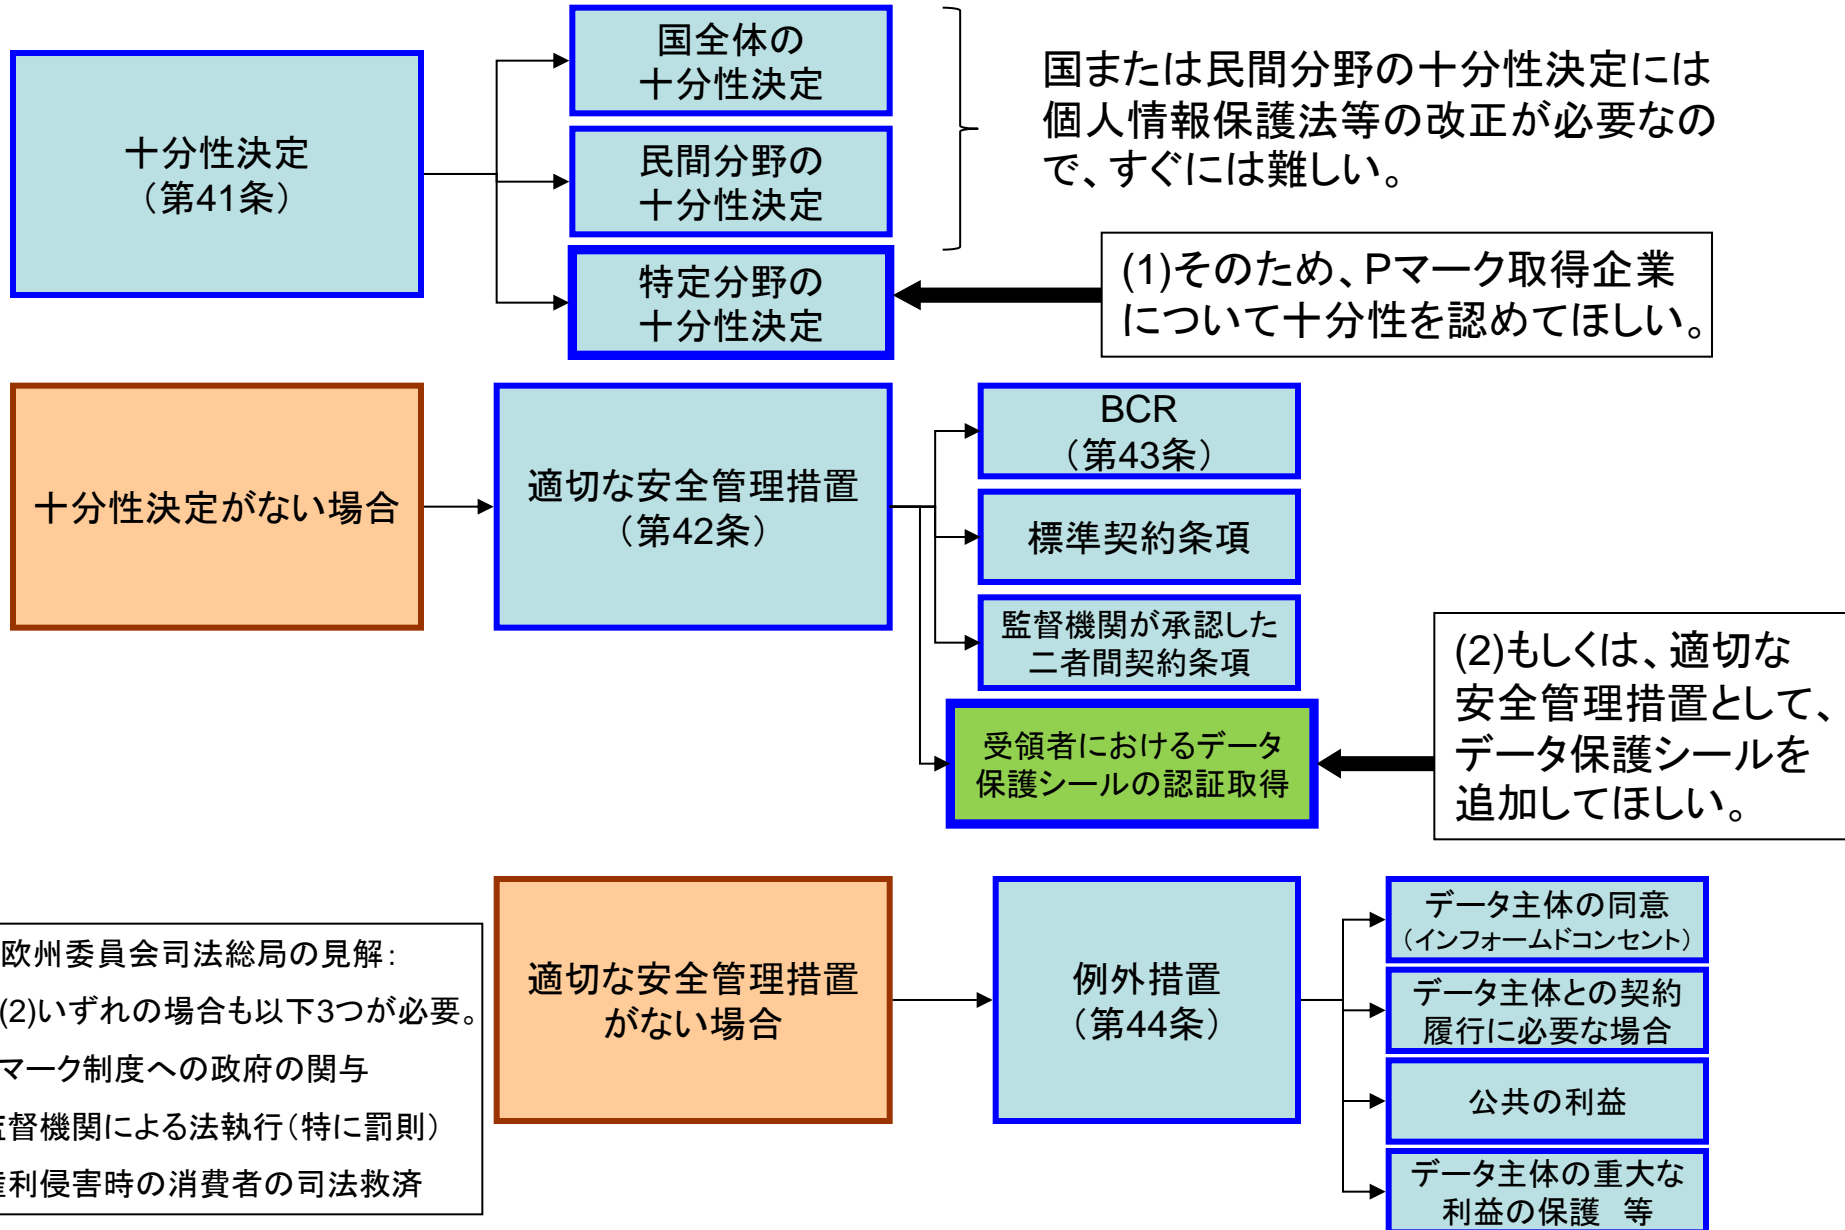 国全体の
十分性決定
十分性決定
（第41条）
民間分野の
十分性決定
特定分野の
十分性決定
国または民間分野の十分性決定には
個人情報保護法等の改正が必要なの
で、すぐには難しい。
(1)そのため、Pマーク取得企業
について十分性を認めてほしい。
十分性決定がない場合
適切な安全管理措置
（第42条）
BCR
（第43条）
標準契約条項
監督機関が承認した
二者間契約条項
受領者におけるデータ
保護シールの認証取得
(2)もしくは、適切な
安全管理措置として、
データ保護シールを
追加してほしい。
欧州委員会司法総局の見解：
(2)いずれの場合も以下3つが必要。
マーク制度への政府の関与
督機関による法執行（特に罰則）
利侵害時の消費者の司法救済
適切な安全管理措置
がない場合
例外措置
（第44条）
データ主体の同意
（インフォームドコンセント）
データ主体との契約
履行に必要な場合
公共の利益
データ主体の重大な
利益の保護　等